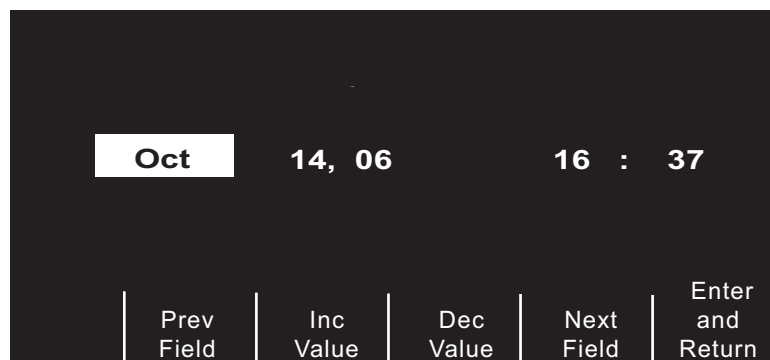 Oct 14, 06 16 : 37
Prev Field
Inc Value
Dec Value
Next Field
Enter and Return